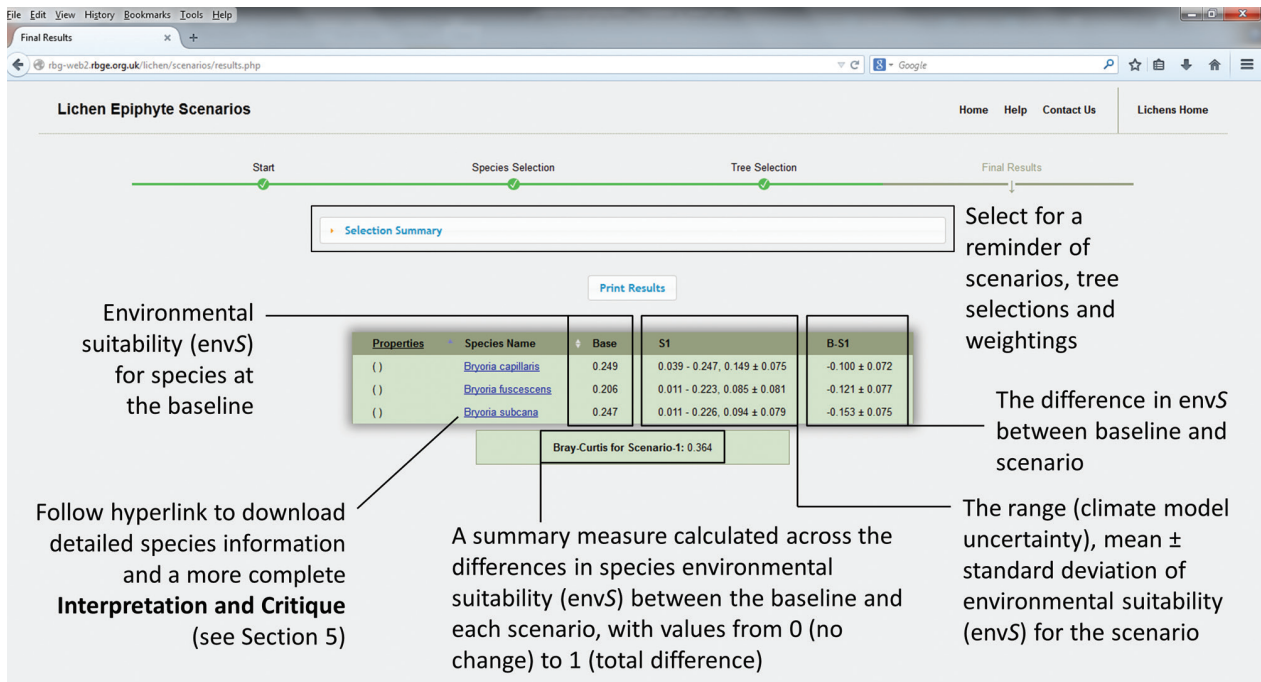 File Edit View History Bookmarks Tools Help
Final Results × +
rbg-web2.rbge.org.uk/lichen/scenarios/results.php
Google
Lichen Epiphyte Scenarios
Home Help Contact Us Lichens Home
Start Species Selection Tree Selection Final Results
Selection Summary
Select for a
reminder of
scenarios, tree
selections and
weightings
Print Results
Environmental
suitability (envS)
for species at
the baseline
Properties Species Name Base S1 B-S1
( ) Bryoria capillaris 0.249 0.039 - 0.247, 0.149 ± 0.075 -0.100 ± 0.072
( ) Bryoria fuscescens 0.206 0.011 - 0.223, 0.085 ± 0.081 -0.121 ± 0.077
( ) Bryoria subcana 0.247 0.011 - 0.226, 0.094 ± 0.079 -0.153 ± 0.075
Bray-Curtis for Scenario-1: 0.364
The difference in envS
between baseline and
scenario
Follow hyperlink to download
detailed species information
and a more complete
Interpretation and Critique
(see Section 5)
A summary measure calculated across the
differences in species environmental
suitability (envS) between the baseline and
each scenario, with values from 0 (no
change) to 1 (total difference)
The range (climate model
uncertainty), mean ±
standard deviation of
environmental suitability
(envS) for the scenario